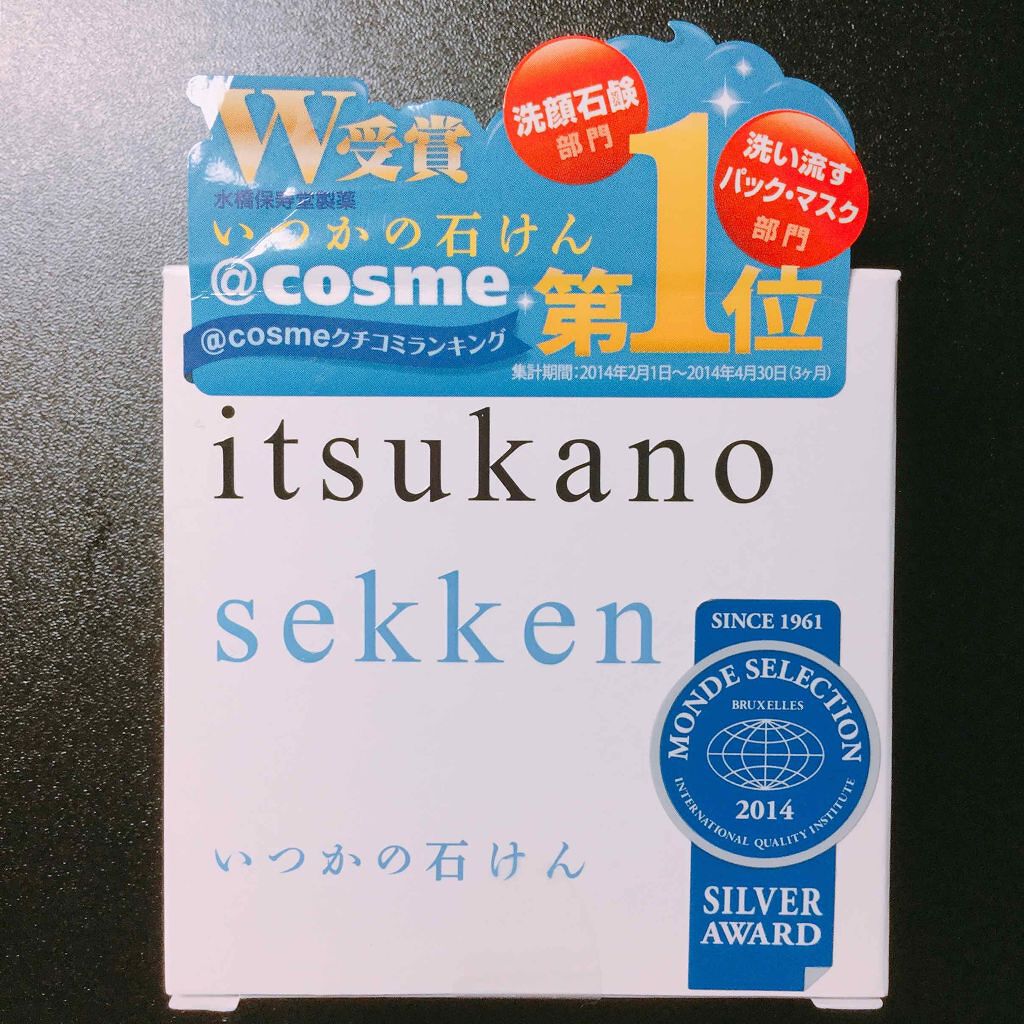 W受賞
洗顔石鹸
部門
洗い流す
パック・マスク
部門
水橋保寿堂製薬
いつかの石けん
@cosme
第1位
@cosmeクチコミランキング
集計期間:2014年2月1日〜2014年4月30日(3ヶ月)
itsukano
sekken
SINCE 1961
MONDE SELECTION
BRUXELLES
2014
INTERNATIONAL QUALITY INSTITUTE
SILVER
AWARD
いつかの石けん